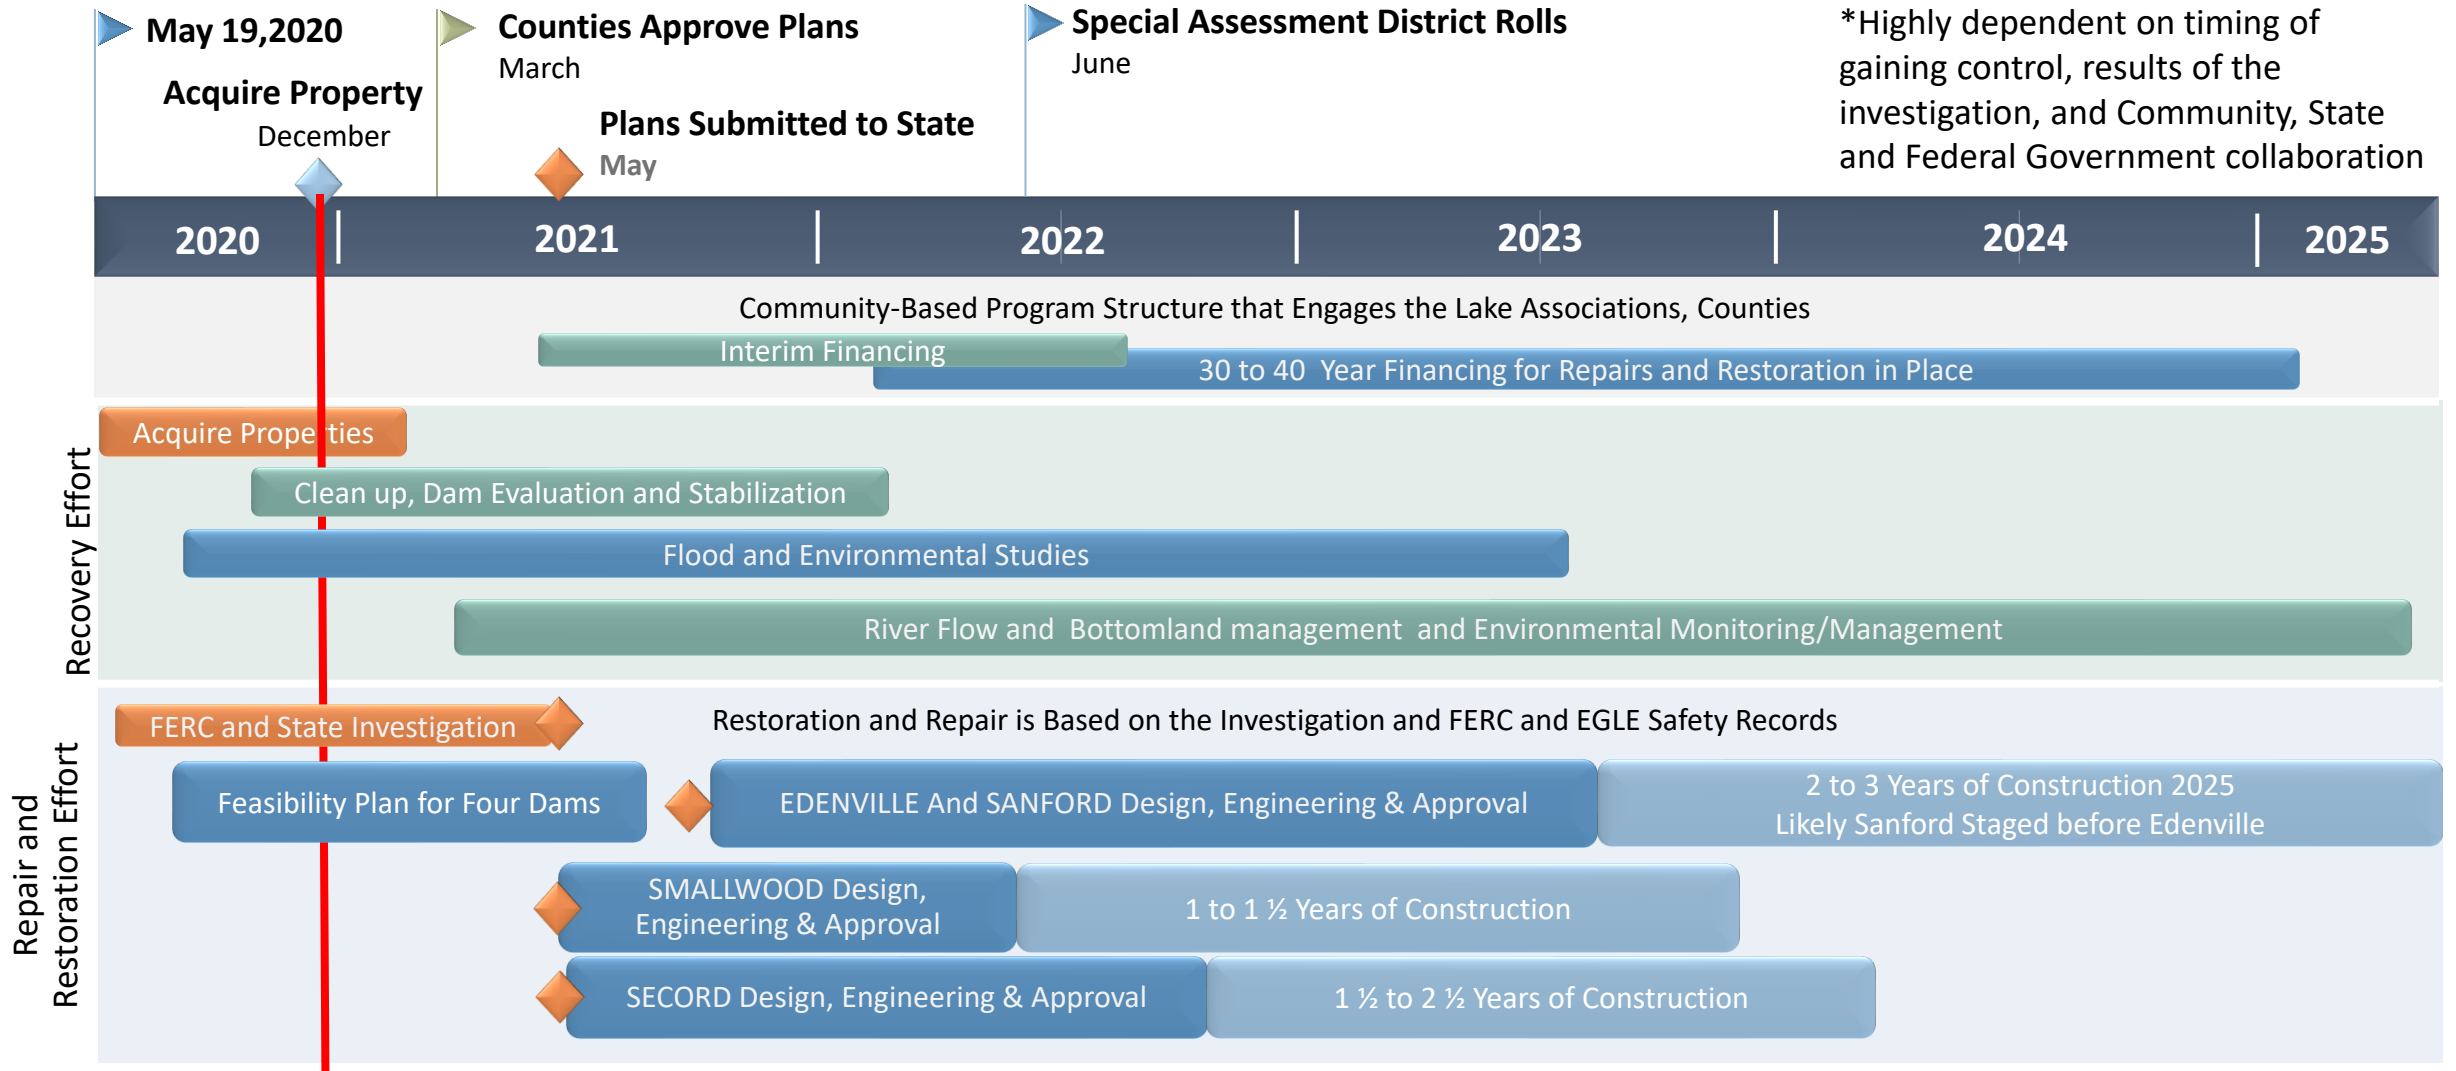 May 19,2020
Acquire Property
December
Counties Approve Plans
March
Plans Submitted to State
May
Special Assessment District Rolls
June
*Highly dependent on timing of
gaining control, results of the
investigation, and Community, State
and Federal Government collaboration
2020
2021
2022
2023
2024
2025
Community-Based Program Structure that Engages the Lake Associations, Counties
Interim Financing
30 to 40 Year Financing for Repairs and Restoration in Place
Recovery Effort
Acquire Properties
Clean up, Dam Evaluation and Stabilization
Flood and Environmental Studies
River Flow and Bottomland management and Environmental Monitoring/Management
Repair and
Restoration Effort
FERC and State Investigation
Restoration and Repair is Based on the Investigation and FERC and EGLE Safety Records
Feasibility Plan for Four Dams
EDENVILLE And SANFORD Design, Engineering & Approval
2 to 3 Years of Construction 2025
Likely Sanford Staged before Edenville
SMALLWOOD Design,
Engineering & Approval
1 to 1 ½ Years of Construction
SECORD Design, Engineering & Approval
1 ½ to 2 ½ Years of Construction